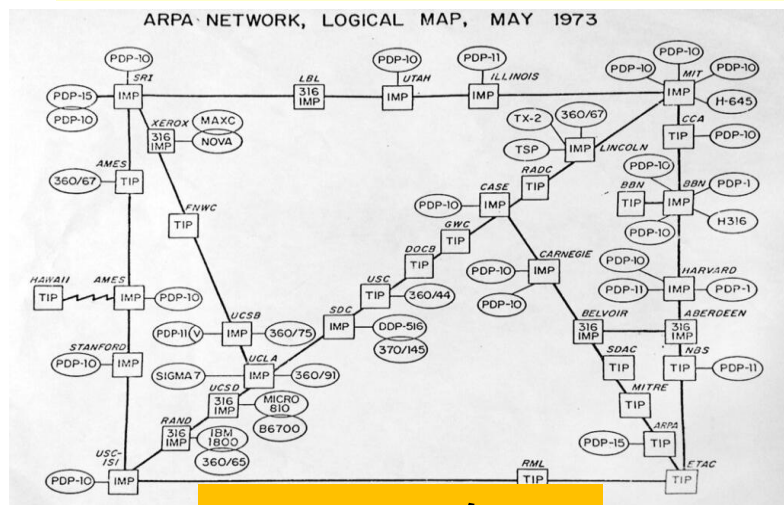 ARPA NETWORK, LOGICAL MAP, MAY 1973
PDP-10
SRI
PDP-15
IMP
PDP-10
LBL
316
IMP
PDP-10
UTAH
IMP
PDP-11
ILLINOIS
IMP
PDP-10
PDP-10
MIT
PDP-10
IMP
H-645
XEROX
316
IMP
MAXC
NOVA
TX-2
360/67
TSP
IMP
LINCOLN
CCA
TIP
PDP-10
AMES
360/67
TIP
RADC
TIP
PDP-10
BBN
TIP
BBN
IMP
PDP-1
PDP-10
H316
FNWC
TIP
CASE
PDP-10
IMP
GWC
TIP
DOCB
TIP
CARNEGIE
PDP-10
IMP
PDP-10
PDP-10
HARVARD
PDP-11
IMP
PDP-1
HAWAII
TIP
AMES
IMP
PDP-10
USC
TIP
360/44
UCSB
PDP-11
V
IMP
360/75
SDC
IMP
DDP-516
370/145
BELVOIR
316
IMP
ABERDEEN
316
IMP
STANFORD
PDP-10
IMP
UCLA
SIGMA7
IMP
360/91
SDAC
TIP
NBS
TIP
PDP-11
UCSD
316
IMP
MICRO
810
B6700
MITRE
TIP
RAND
316
IMP
IBM
1800
360/65
ARPA
PDP-15
TIP
USC-
ISI
PDP-10
IMP
RML
TIP
ETAC
TIP